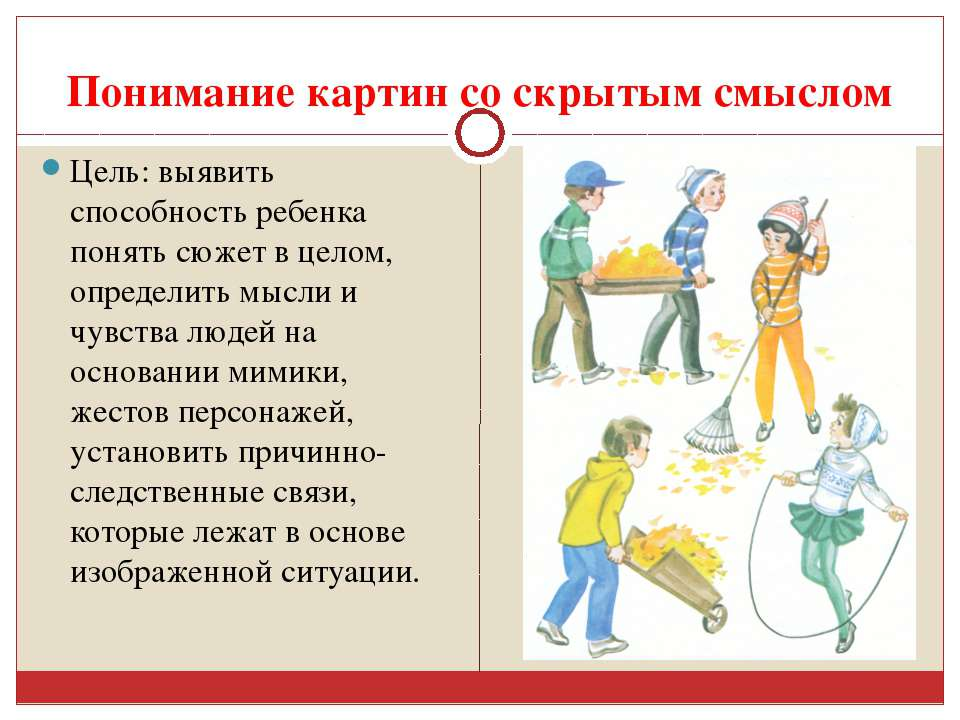 Понимание картин со скрытым смыслом
Цель: выявить
способность ребенка
понять сюжет в целом,
определить мысли и
чувства людей на
основании мимики,
жестов персонажей,
установить причинно-
следственные связи,
которые лежат в основе
изображенной ситуации.